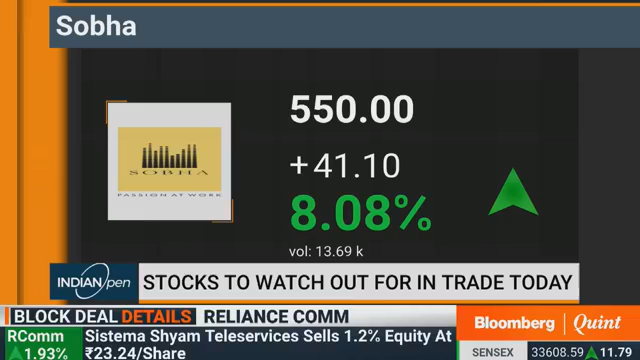 Sobha
550.00
+41.10
8.08%
vol: 13.69 k
SOBHA
PASSION AT WORK
INDIAN Open
STOCKS TO WATCH OUT FOR IN TRADE TODAY
BLOCK DEAL DETAILS RELIANCE COMM
RComm
1.93%
Sistema Shyam Teleservices Sells 1.2% Equity At
₹23.24/Share
Bloomberg | Quint
SENSEX 33608.59 11.79